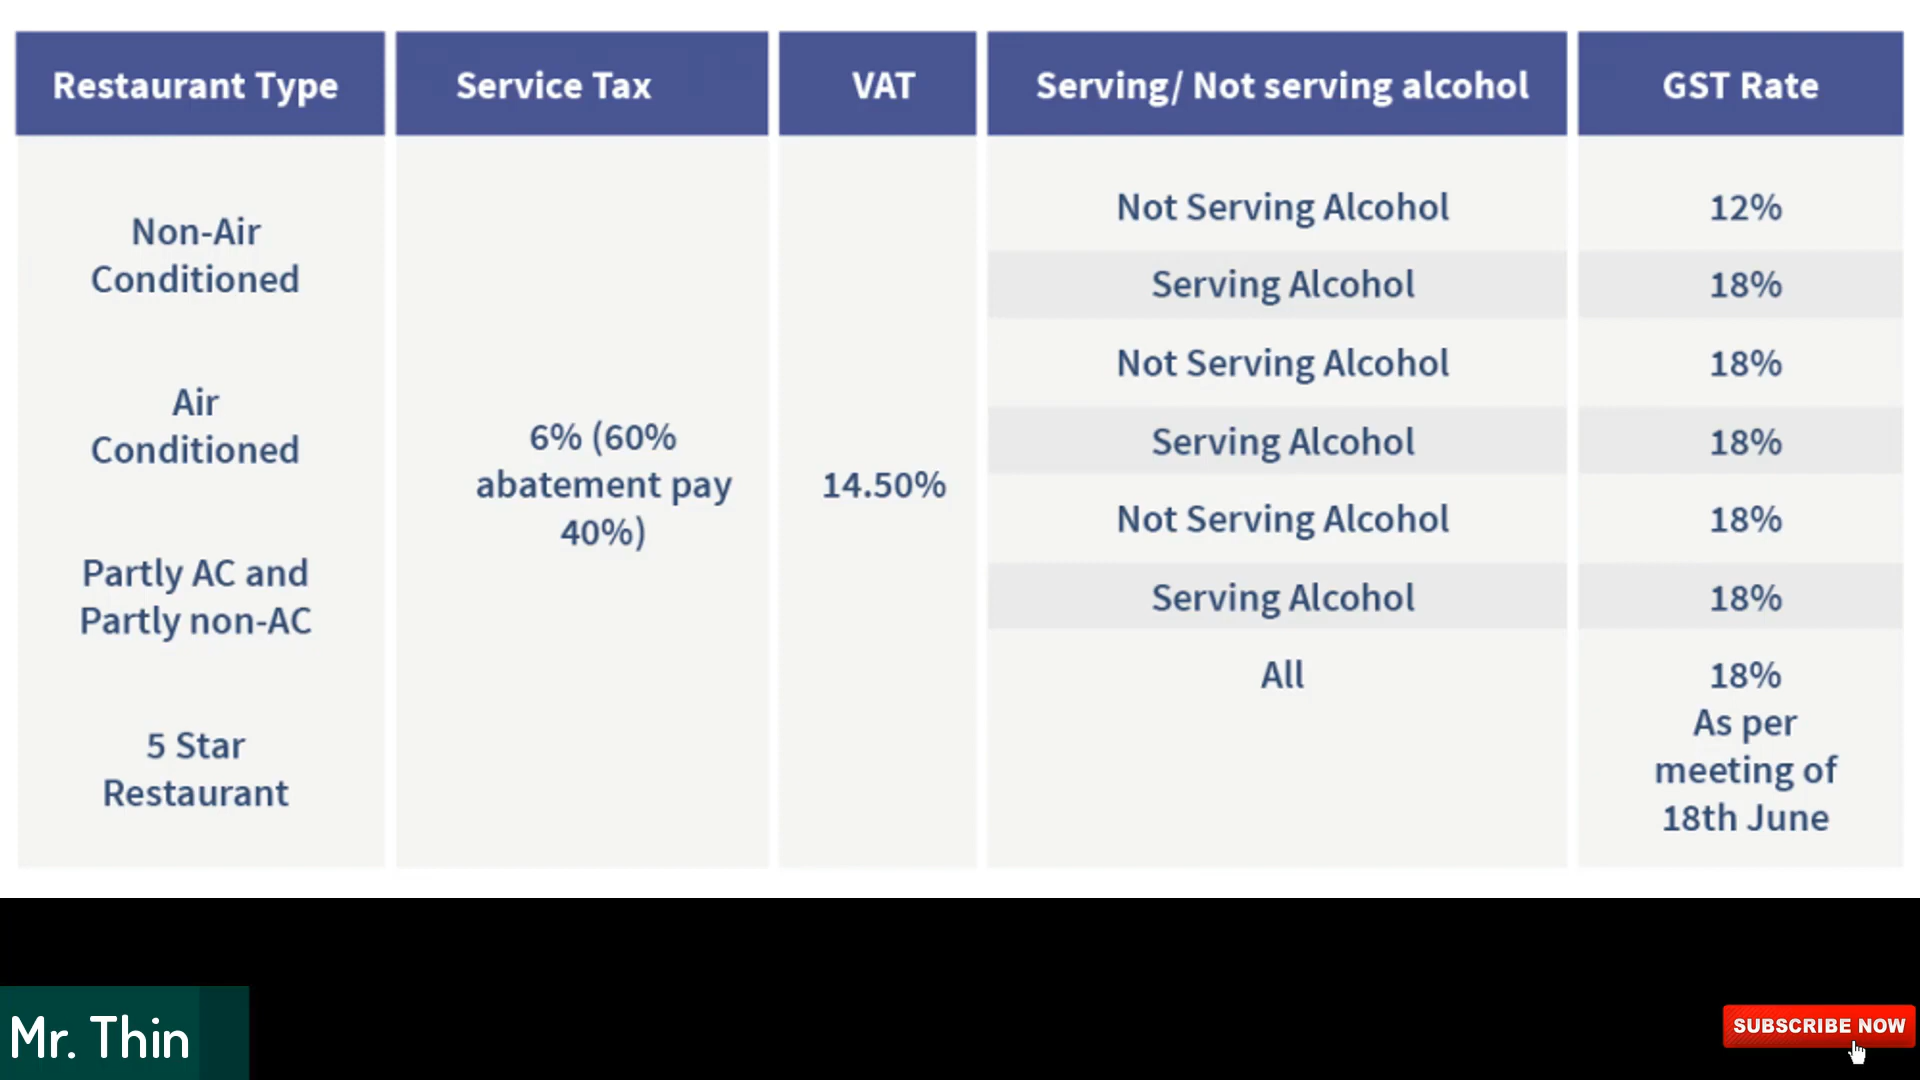 Restaurant Type
Service Tax
VAT
Serving/ Not serving alcohol
GST Rate
Non-Air
Conditioned
Air
Conditioned
Partly AC and
Partly non-AC
5 Star
Restaurant
6% (60%
abatement pay
40%)
14.50%
Not Serving Alcohol
12%
Serving Alcohol
18%
Not Serving Alcohol
18%
Serving Alcohol
18%
Not Serving Alcohol
18%
Serving Alcohol
18%
All
18%
As per
meeting of
18th June
Mr. Thin
SUBSCRIBE NOW